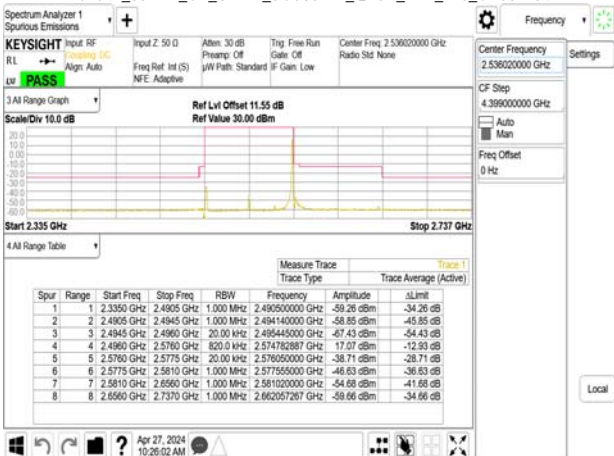 Spectrum Analyzer 1
Spurious Emissions
Frequency
KEYSIGHT
RL
PASS
Input: RF
Coupling: DC
Align: Auto
Input Z: 50 Ω
Freq Ref: Int (S)
NFE: Adaptive
Atten: 30 dB
Preamp: Off
µW Path: Standard
Trig: Free Run
Gate: Off
IF Gain: Low
Center Freq: 2.536020000 GHz
Radio Std: None
Center Frequency
2.536020000 GHz
Settings
CF Step
4.399000000 GHz
Auto
Man
Freq Offset
0 Hz
3 All Range Graph
Scale/Div 10.0 dB
Ref Lvl Offset 11.55 dB
Ref Value 30.00 dBm
20.0
10.0
0.00
-10.0
-20.0
-30.0
-40.0
-50.0
-60.0
Start 2.335 GHz
Stop 2.737 GHz
4 All Range Table
Measure Trace Trace 1
Trace Type Trace Average (Active)
Spur Range Start Freq Stop Freq RBW Frequency Amplitude ΔLimit
1 1 2.3350 GHz 2.4905 GHz 1.000 MHz 2.490500000 GHz -59.26 dBm -34.26 dB
2 2 2.4905 GHz 2.4945 GHz 1.000 MHz 2.494140000 GHz -58.85 dBm -45.85 dB
3 3 2.4945 GHz 2.4960 GHz 20.00 kHz 2.495445000 GHz -67.43 dBm -54.43 dB
4 4 2.4960 GHz 2.5760 GHz 820.0 kHz 2.574782887 GHz 17.07 dBm -12.93 dB
5 5 2.5760 GHz 2.5775 GHz 20.00 kHz 2.576050000 GHz -38.71 dBm -28.71 dB
6 6 2.5775 GHz 2.5810 GHz 1.000 MHz 2.577555000 GHz -46.63 dBm -36.63 dB
7 7 2.5810 GHz 2.6560 GHz 1.000 MHz 2.581020000 GHz -54.68 dBm -41.68 dB
8 8 2.6560 GHz 2.7370 GHz 1.000 MHz 2.662057267 GHz -59.66 dBm -34.66 dB
Local
Apr 27, 2024
10:26:02 AM